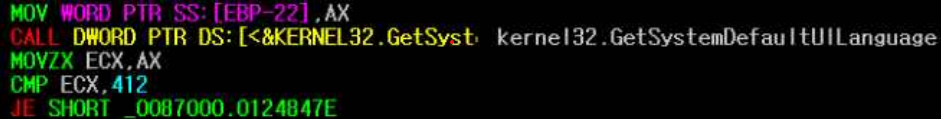 MOV WORD PTR SS:[EBP-22],AX
CALL DWORD PTR DS:[<&KERNEL32.GetSyst kernel32.GetSystemDefaultUILanguage
MOVZX ECX,AX
CMP ECX,412
JE SHORT _0087000.0124847E